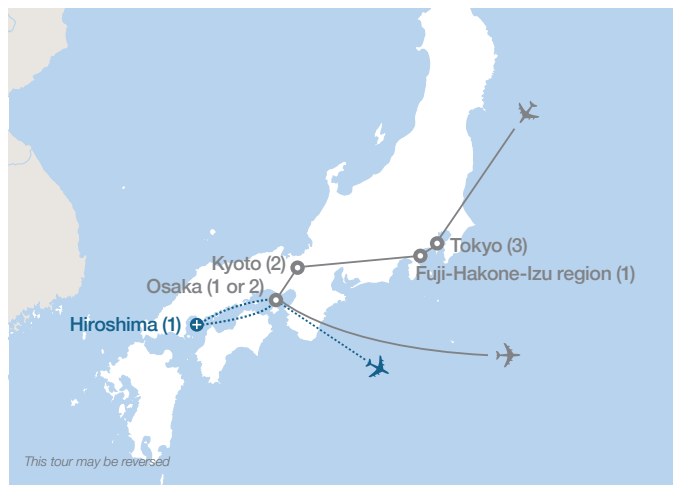 Tokyo (3)
Kyoto (2)
Fuji-Hakone-Izu region (1)
Osaka (1 or 2)
Hiroshima (1)
This tour may be reversed